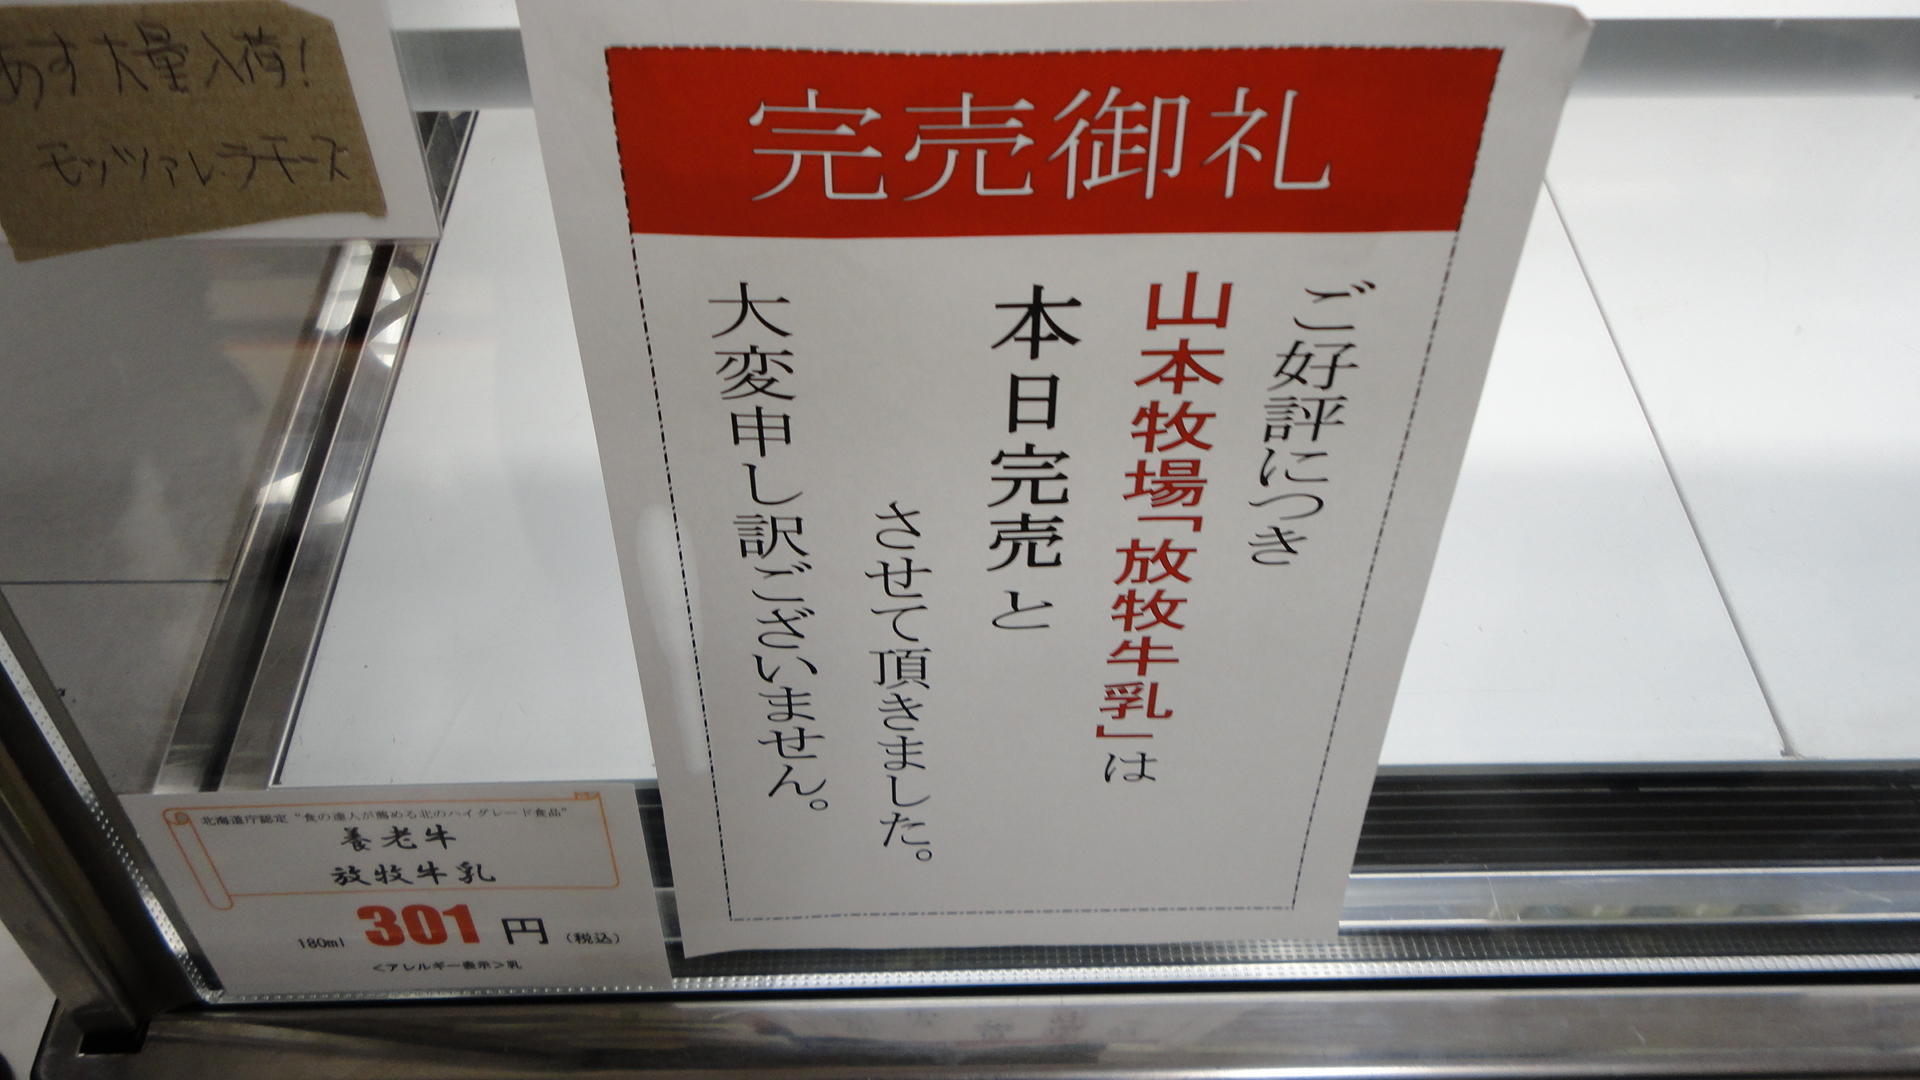 あす大量入荷!
モッツァレラチーズ
完売御礼
ご好評につき
山本牧場「放牧牛乳」は
本日完売と
させて頂きました。
大変申し訳ございません。
北海道庁認定 “食の達人が薦める北のハイグレード食品”
養老牛
放牧牛乳
180ml 301 円 (税込)
<アレルギー表示>乳